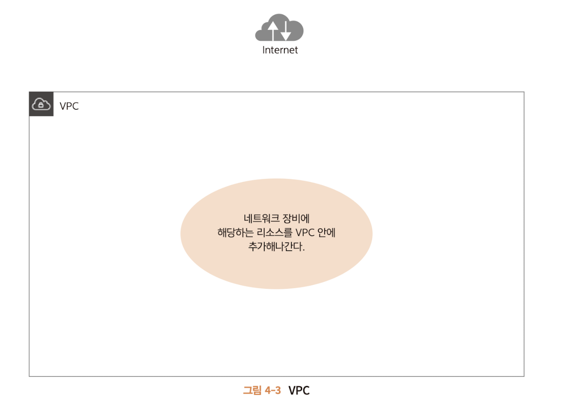 Internet
VPC
네트워크 장비에
해당하는 리소스를 VPC 안에
추가해나간다.
그림 4-3 VPC